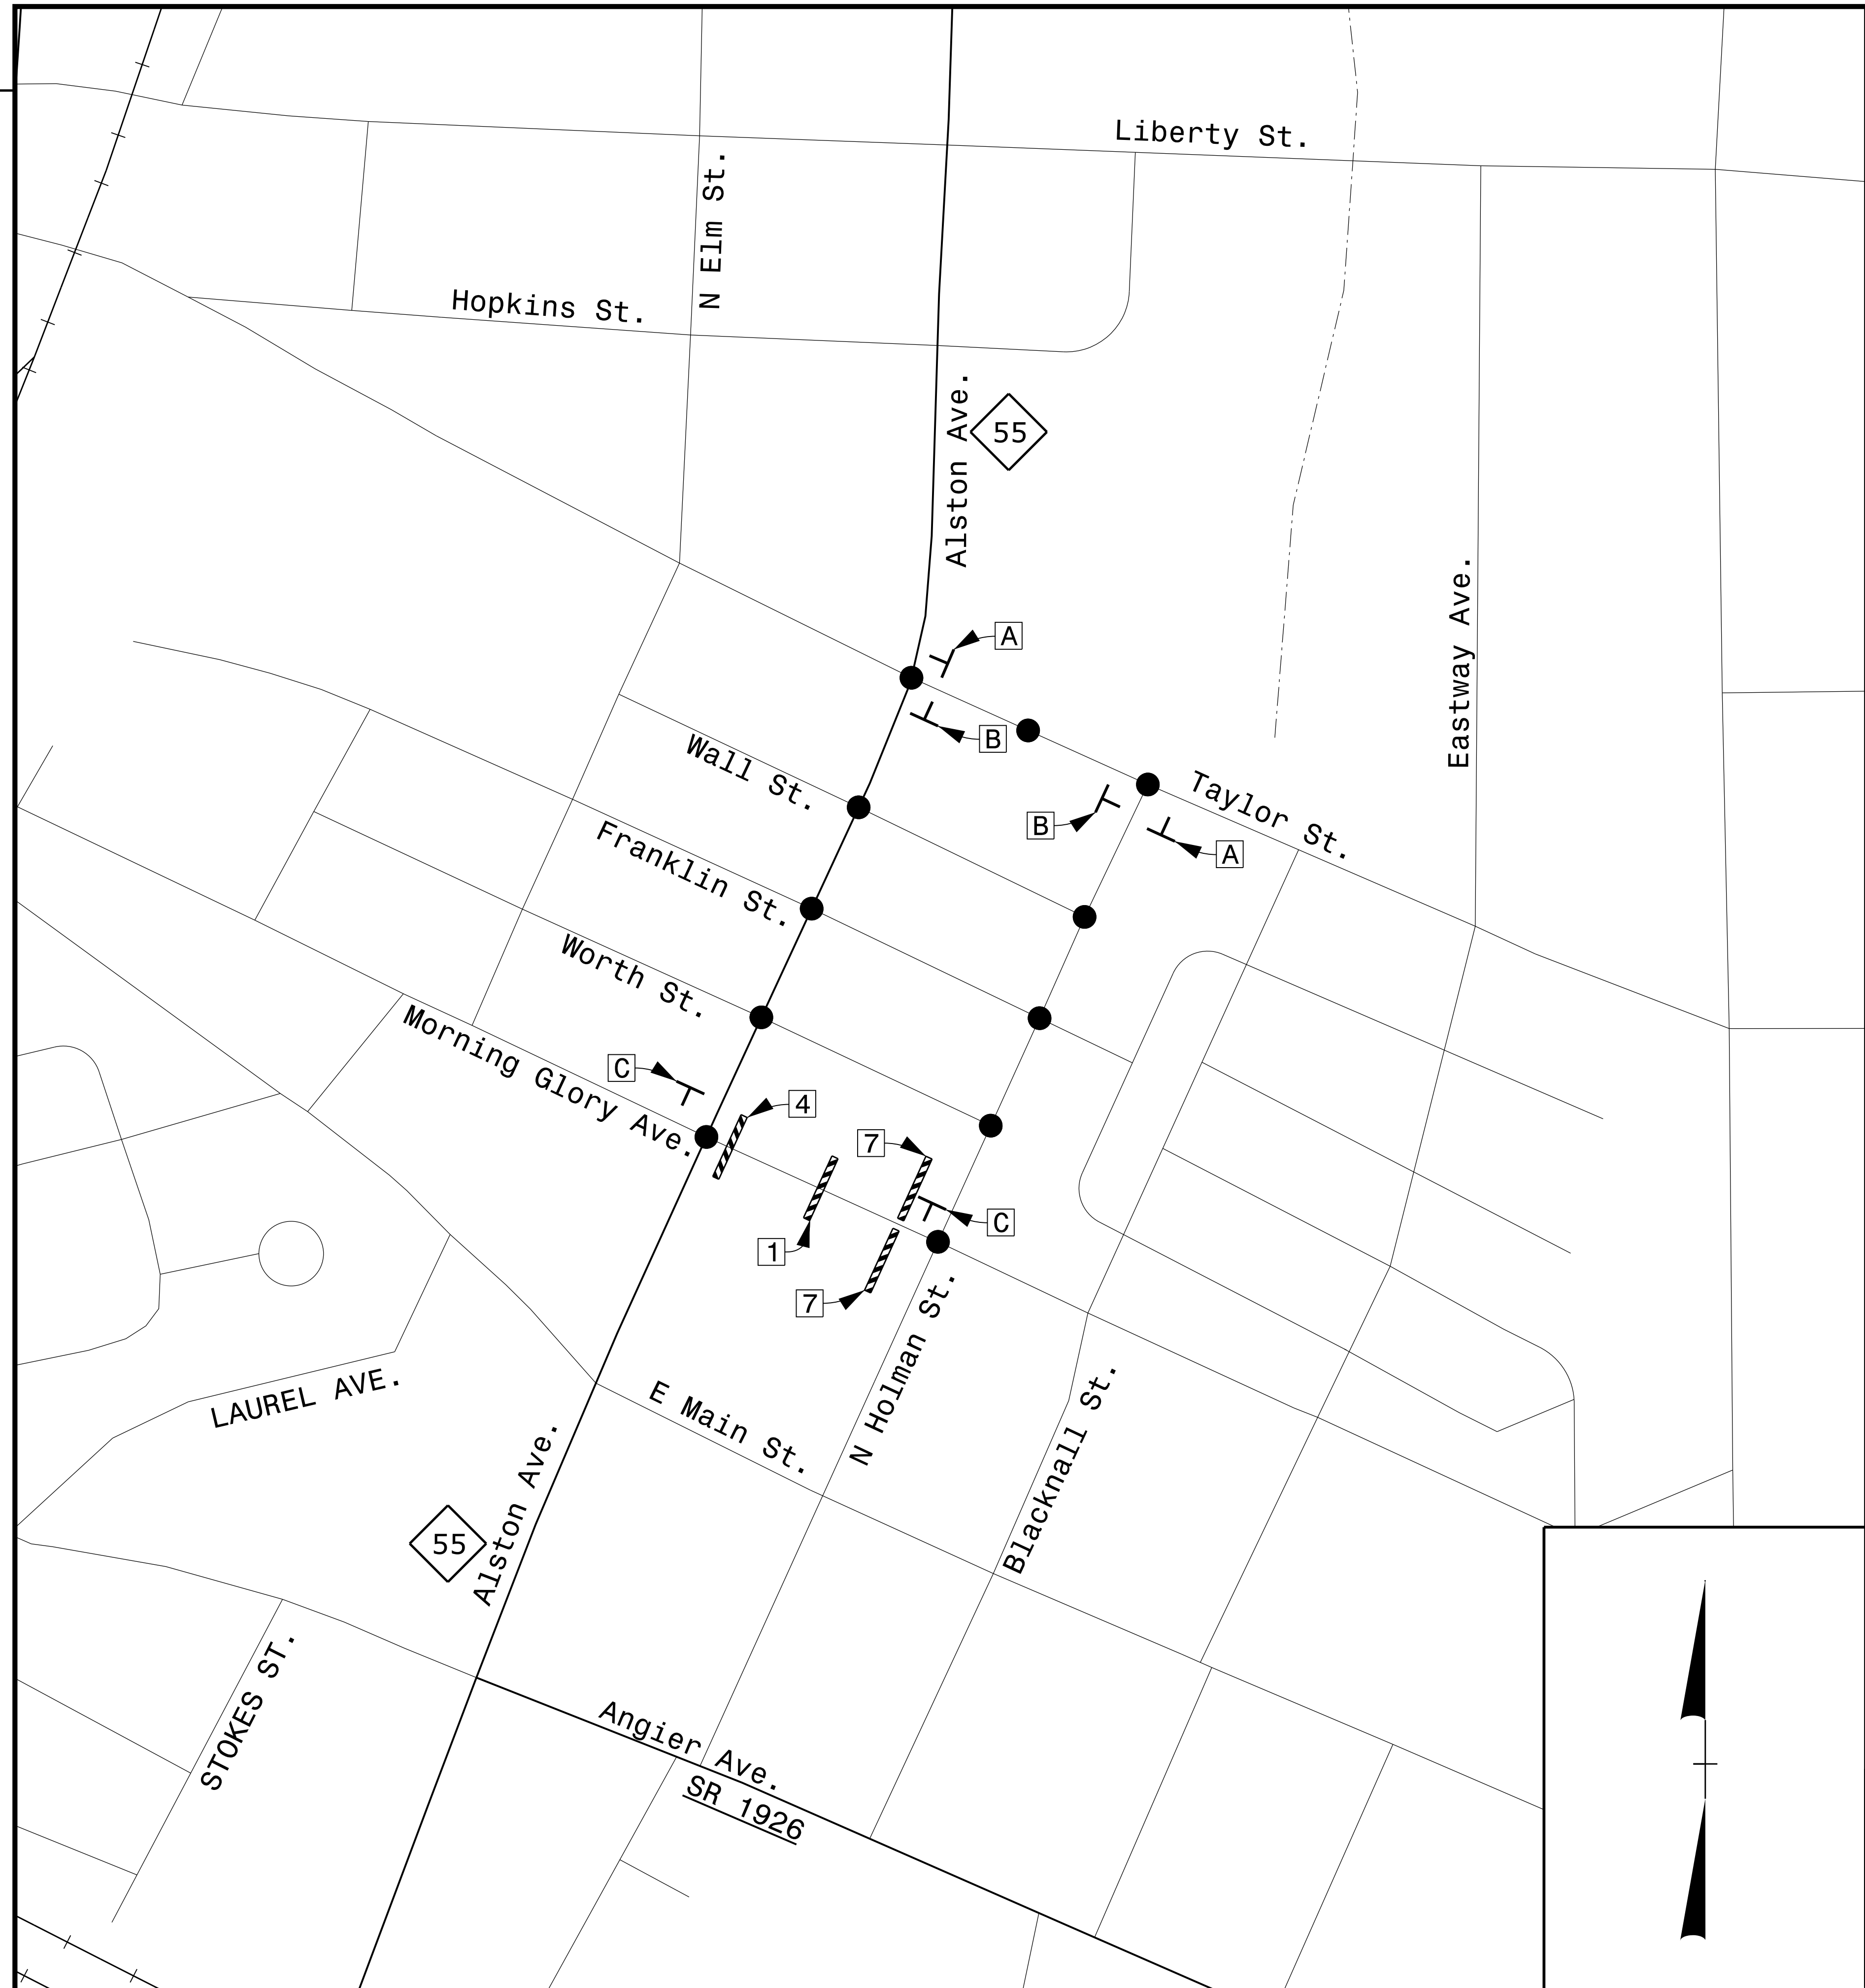 Liberty St.
N Elm St.
Hopkins St.
Alston Ave.
55
A
Eastway Ave.
B
Wall St.
Taylor St.
B
Franklin St.
A
Worth St.
Morning Glory Ave.
C
4
7
C
1
7
N Holman St.
LAUREL AVE.
E Main St.
Blacknall St.
Alston Ave.
55
STOKES ST.
Angier Ave.
SR 1926